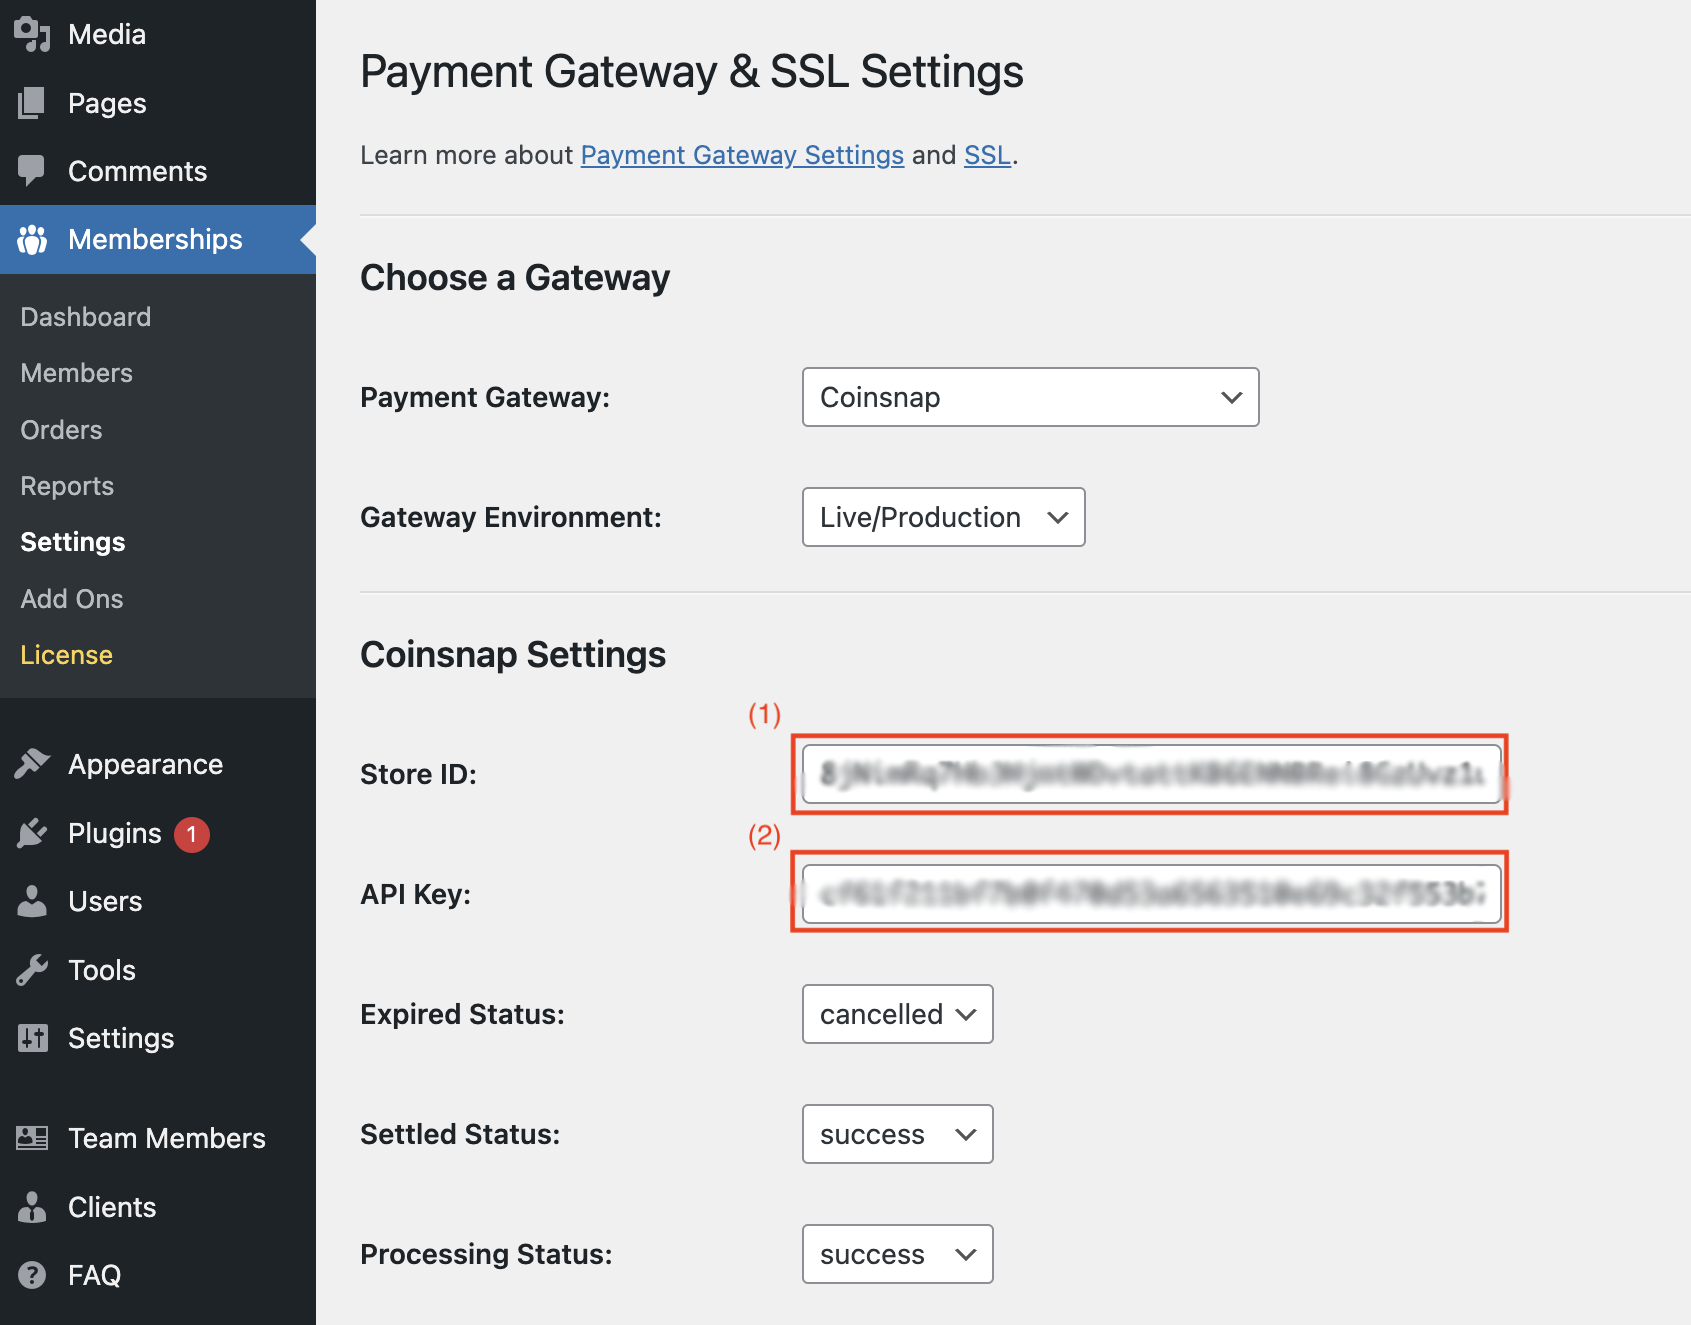 Media
Pages
Comments
Memberships
Dashboard
Members
Orders
Reports
Settings
Add Ons
License
Appearance
Plugins 1
Users
Tools
Settings
Team Members
Clients
FAQ
Payment Gateway & SSL Settings
Learn more about Payment Gateway Settings and SSL.
Choose a Gateway
Payment Gateway: Coinsnap
Gateway Environment: Live/Production
Coinsnap Settings
(1)
Store ID:
(2)
API Key:
Expired Status: cancelled
Settled Status: success
Processing Status: success